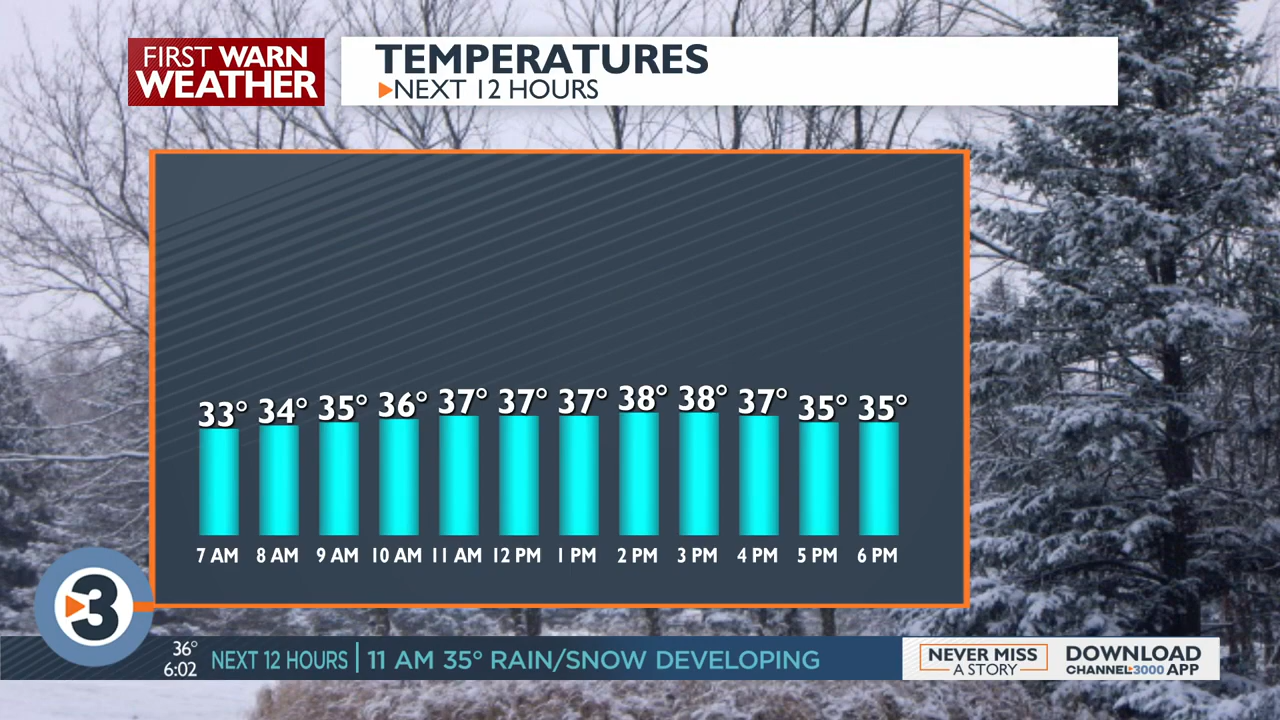 FIRST WARN
WEATHER
TEMPERATURES
NEXT 12 HOURS
33° 34° 35° 36° 37° 37° 37° 38° 38° 37° 35° 35°
7 AM 8 AM 9 AM 10 AM 11 AM 12 PM 1 PM 2 PM 3 PM 4 PM 5 PM 6 PM
3
36°
6:02
NEXT 12 HOURS
11 AM 35° RAIN/SNOW DEVELOPING
NEVER MISS
A STORY
DOWNLOAD
CHANNEL3000 APP